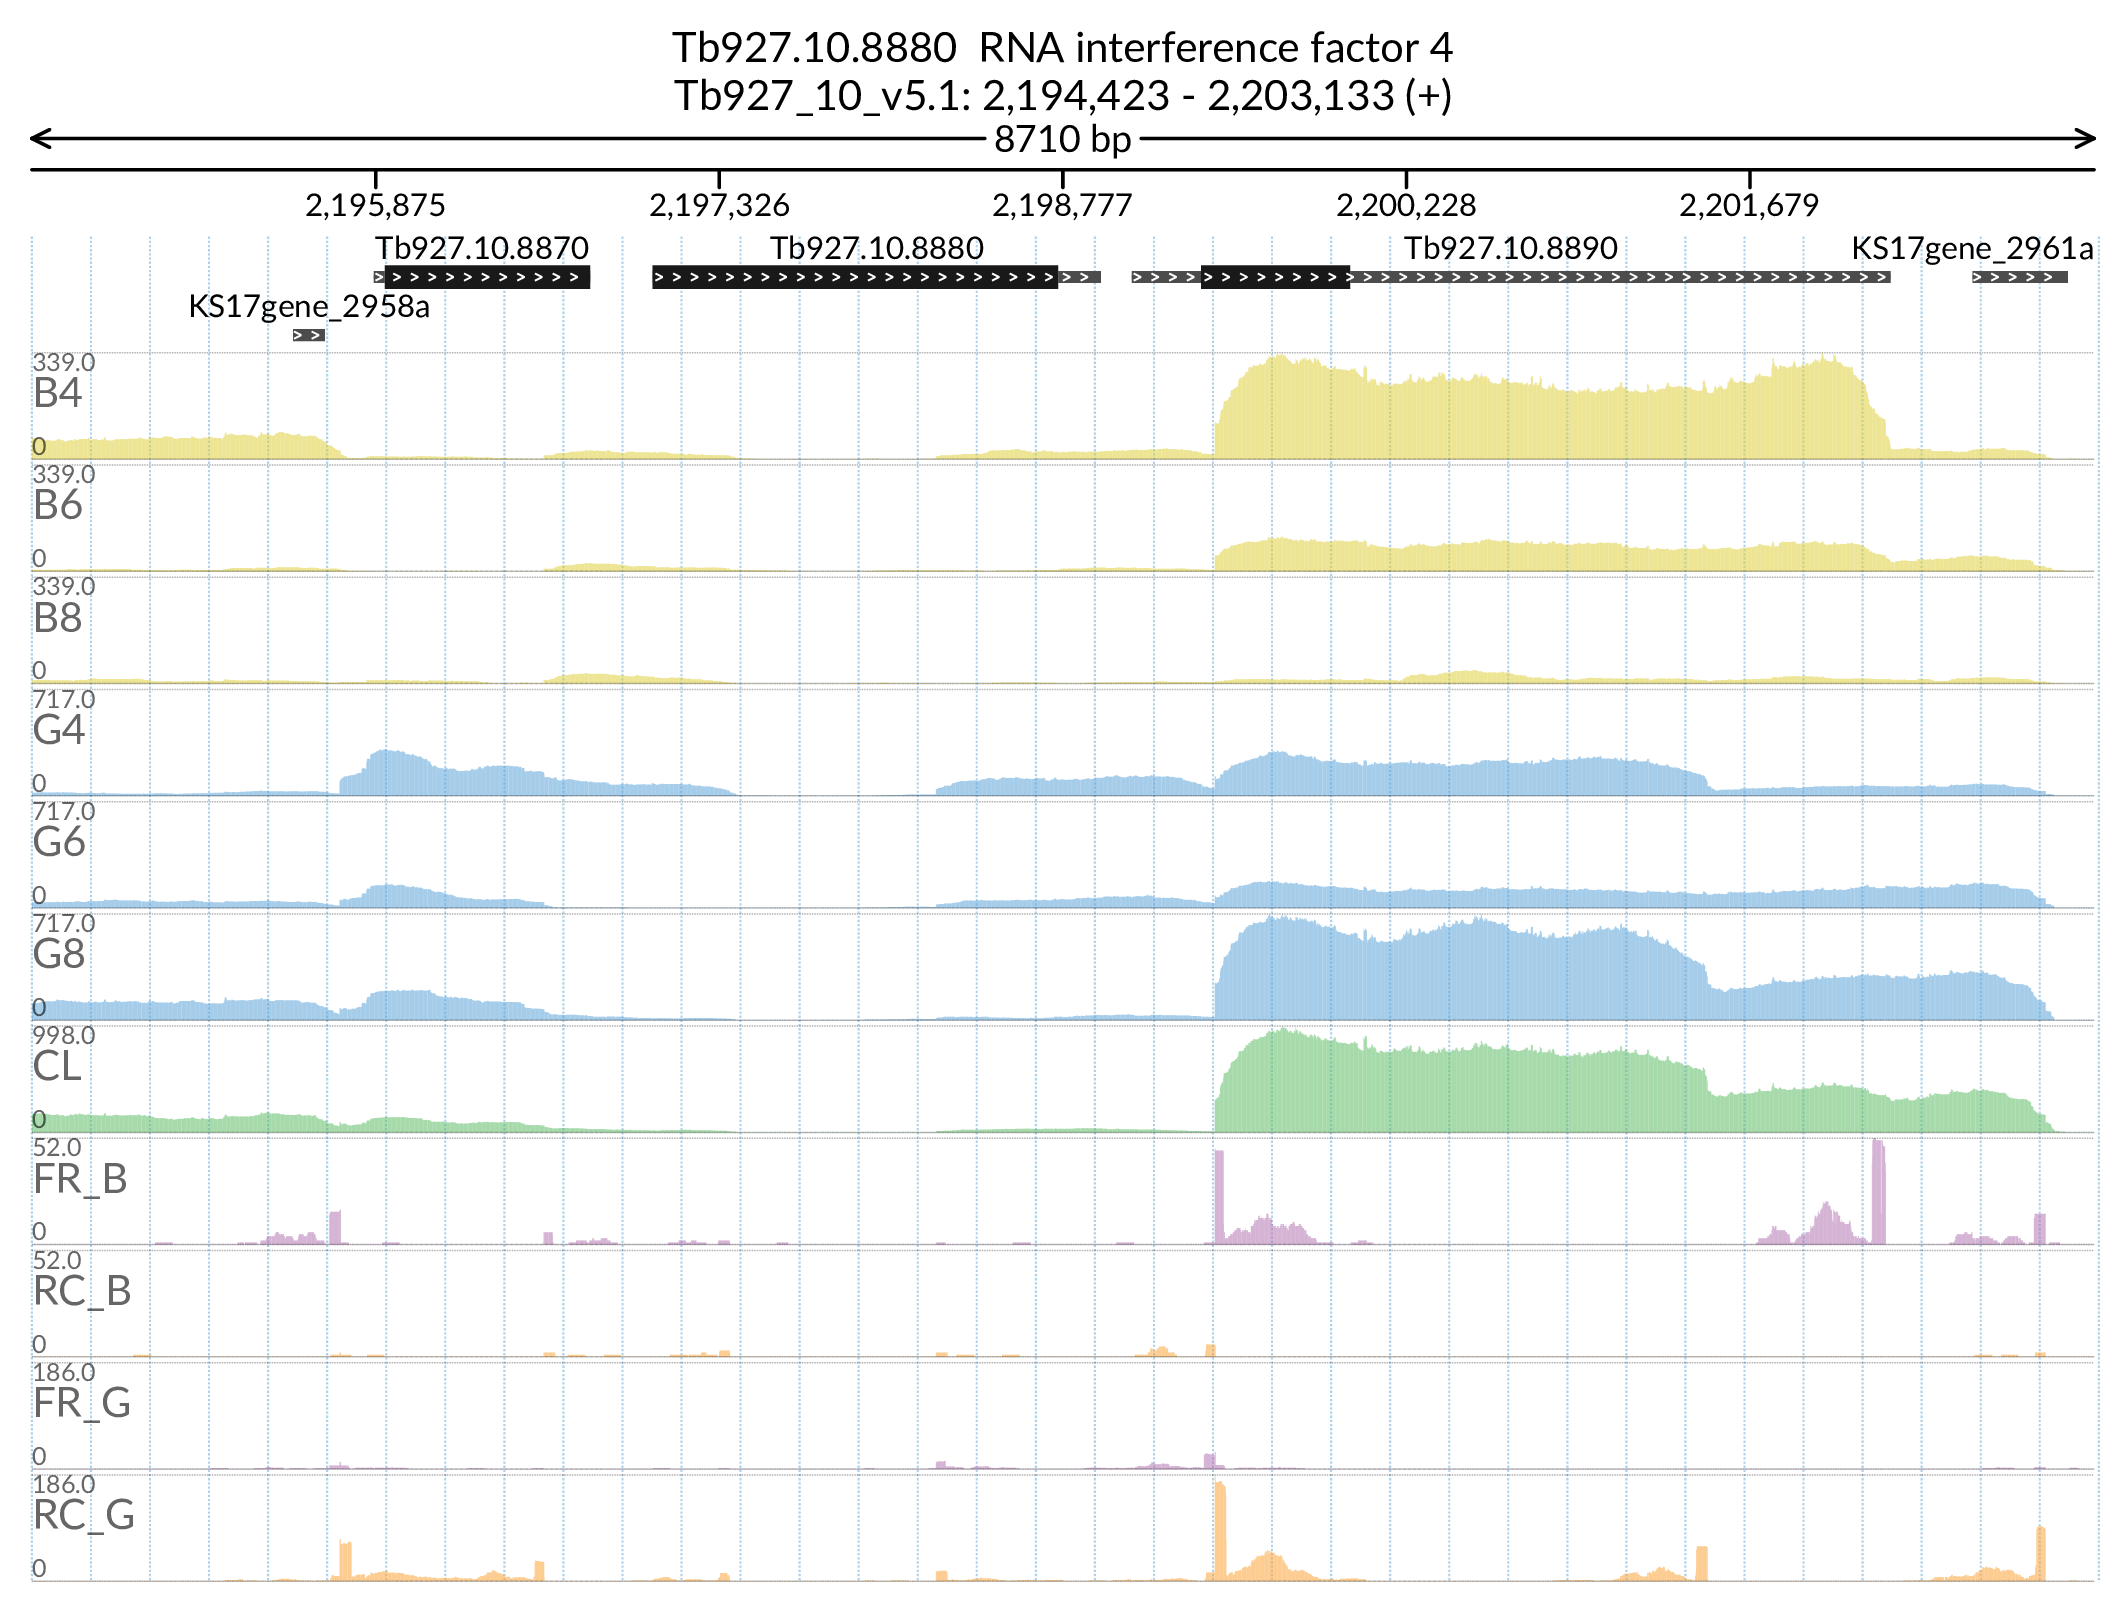 Tb927.10.8880  RNA interference factor 4
Tb927_10_v5.1: 2,194,423 - 2,203,133 (+)
8710 bp
2,195,875 2,197,326 2,198,777 2,200,228 2,201,679
Tb927.10.8870 Tb927.10.8880 Tb927.10.8890 KS17gene_2961a
KS17gene_2958a
339.0
B4
0
339.0
B6
0
339.0
B8
0
717.0
G4
0
717.0
G6
0
717.0
G8
0
998.0
CL
0
52.0
FR_B
0
52.0
RC_B
0
186.0
FR_G
0
186.0
RC_G
0